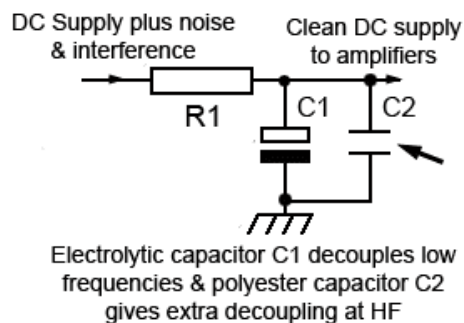 DC Supply plus noise
& interference
Clean DC supply
to amplifiers
R1
C1
C2
Electrolytic capacitor C1 decouples low
frequencies & polyester capacitor C2
gives extra decoupling at HF